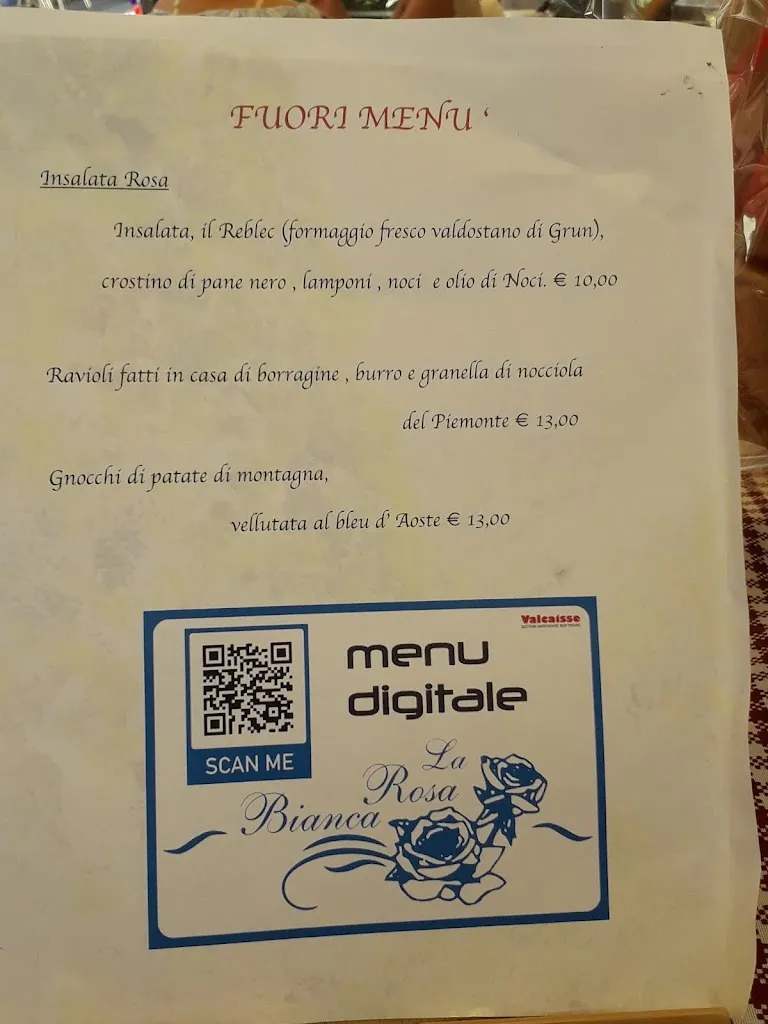 FUORI MENU '
Insalata Rosa
Insalata, il Reblec (formaggio fresco valdostano di Grun),
crostino di pane nero , lamponi , noci e olio di Noci. € 10,00
Ravioli fatti in casa di borragine , burro e granella di nocciola
del Piemonte € 13,00
Gnocchi di patate di montagna,
vellutata al bleu d' Aoste € 13,00
Valcaisse
menu
digitale
SCAN ME
La
Rosa
Bianca